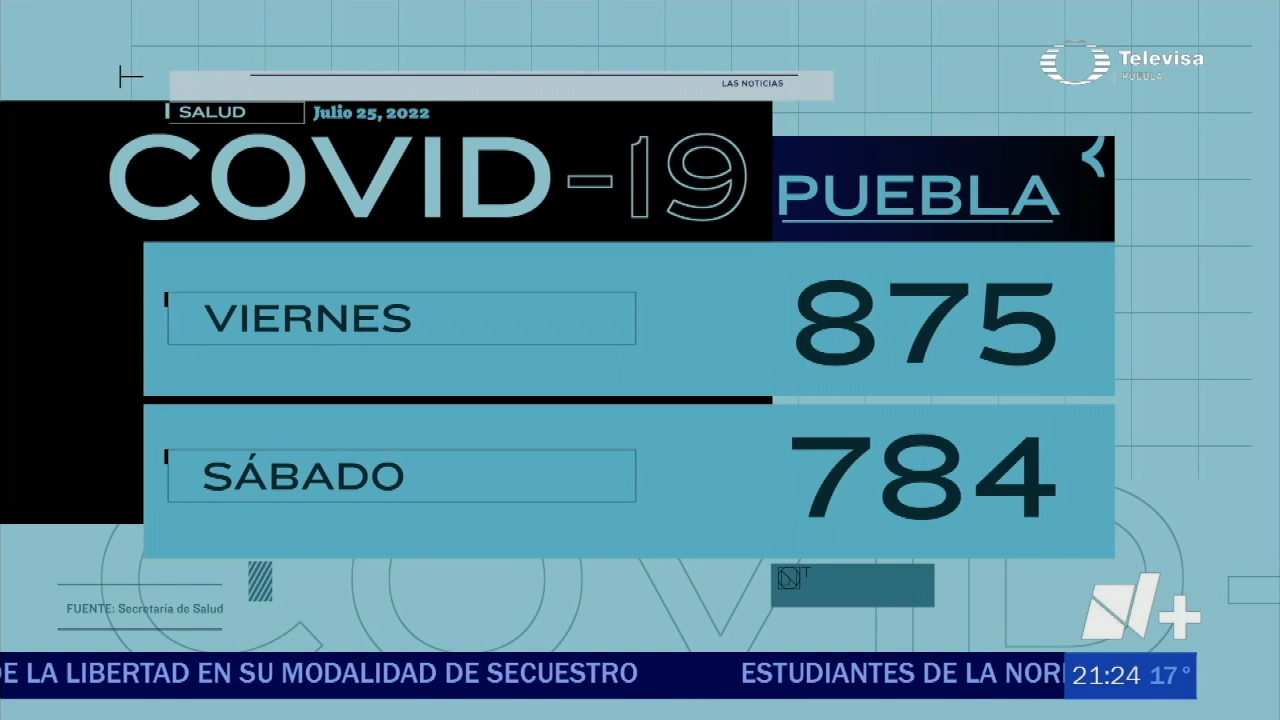 Televisa
PUEBLA
LAS NOTICIAS
SALUD
Julio 25, 2022
COVID-19
PUEBLA
VIERNES
875
SÁBADO
784
FUENTE: Secretaría de Salud
COVID-
N+
DE LA LIBERTAD EN SU MODALIDAD DE SECUESTRO
ESTUDIANTES DE LA NOR
21:24 17°